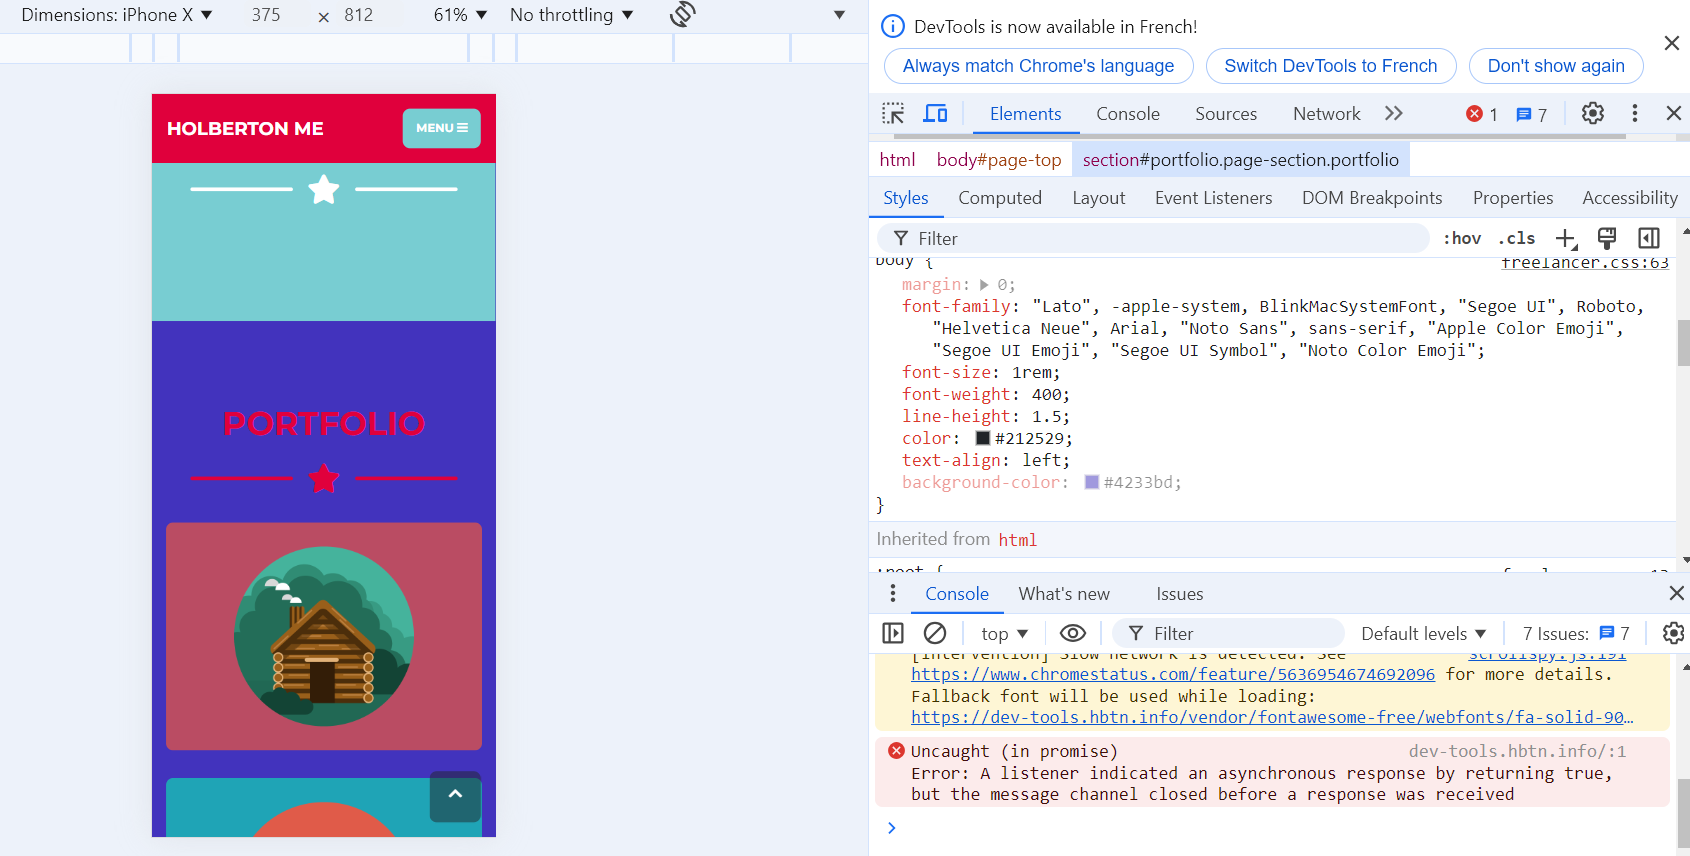 Dimensions: iPhone X ▼ 375 × 812 61% ▼ No throttling ▼
HOLBERTON ME
MENU
PORTFOLIO
DevTools is now available in French!
Always match Chrome's language
Switch DevTools to French
Don't show again
Elements Console Sources Network 1 7
html body#page-top section#portfolio.page-section.portfolio
Styles Computed Layout Event Listeners DOM Breakpoints Properties Accessibility
Filter :hov .cls
body { freelancer.css:63
margin: ▶ 0;
font-family: "Lato", -apple-system, BlinkMacSystemFont, "Segoe UI", Roboto,
"Helvetica Neue", Arial, "Noto Sans", sans-serif, "Apple Color Emoji",
"Segoe UI Emoji", "Segoe UI Symbol", "Noto Color Emoji";
font-size: 1rem;
font-weight: 400;
line-height: 1.5;
color: #212529;
text-align: left;
background-color: #4233bd;
}
Inherited from html
:root {
Console What's new Issues
top ▼ Filter Default levels ▼ 7 Issues: 7
[Intervention] Slow network is detected. See scrollspy.js:191
https://www.chromestatus.com/feature/5636954674692096 for more details.
Fallback font will be used while loading:
https://dev-tools.hbtn.info/vendor/fontawesome-free/webfonts/fa-solid-90…
Uncaught (in promise) dev-tools.hbtn.info/:1
Error: A listener indicated an asynchronous response by returning true,
but the message channel closed before a response was received